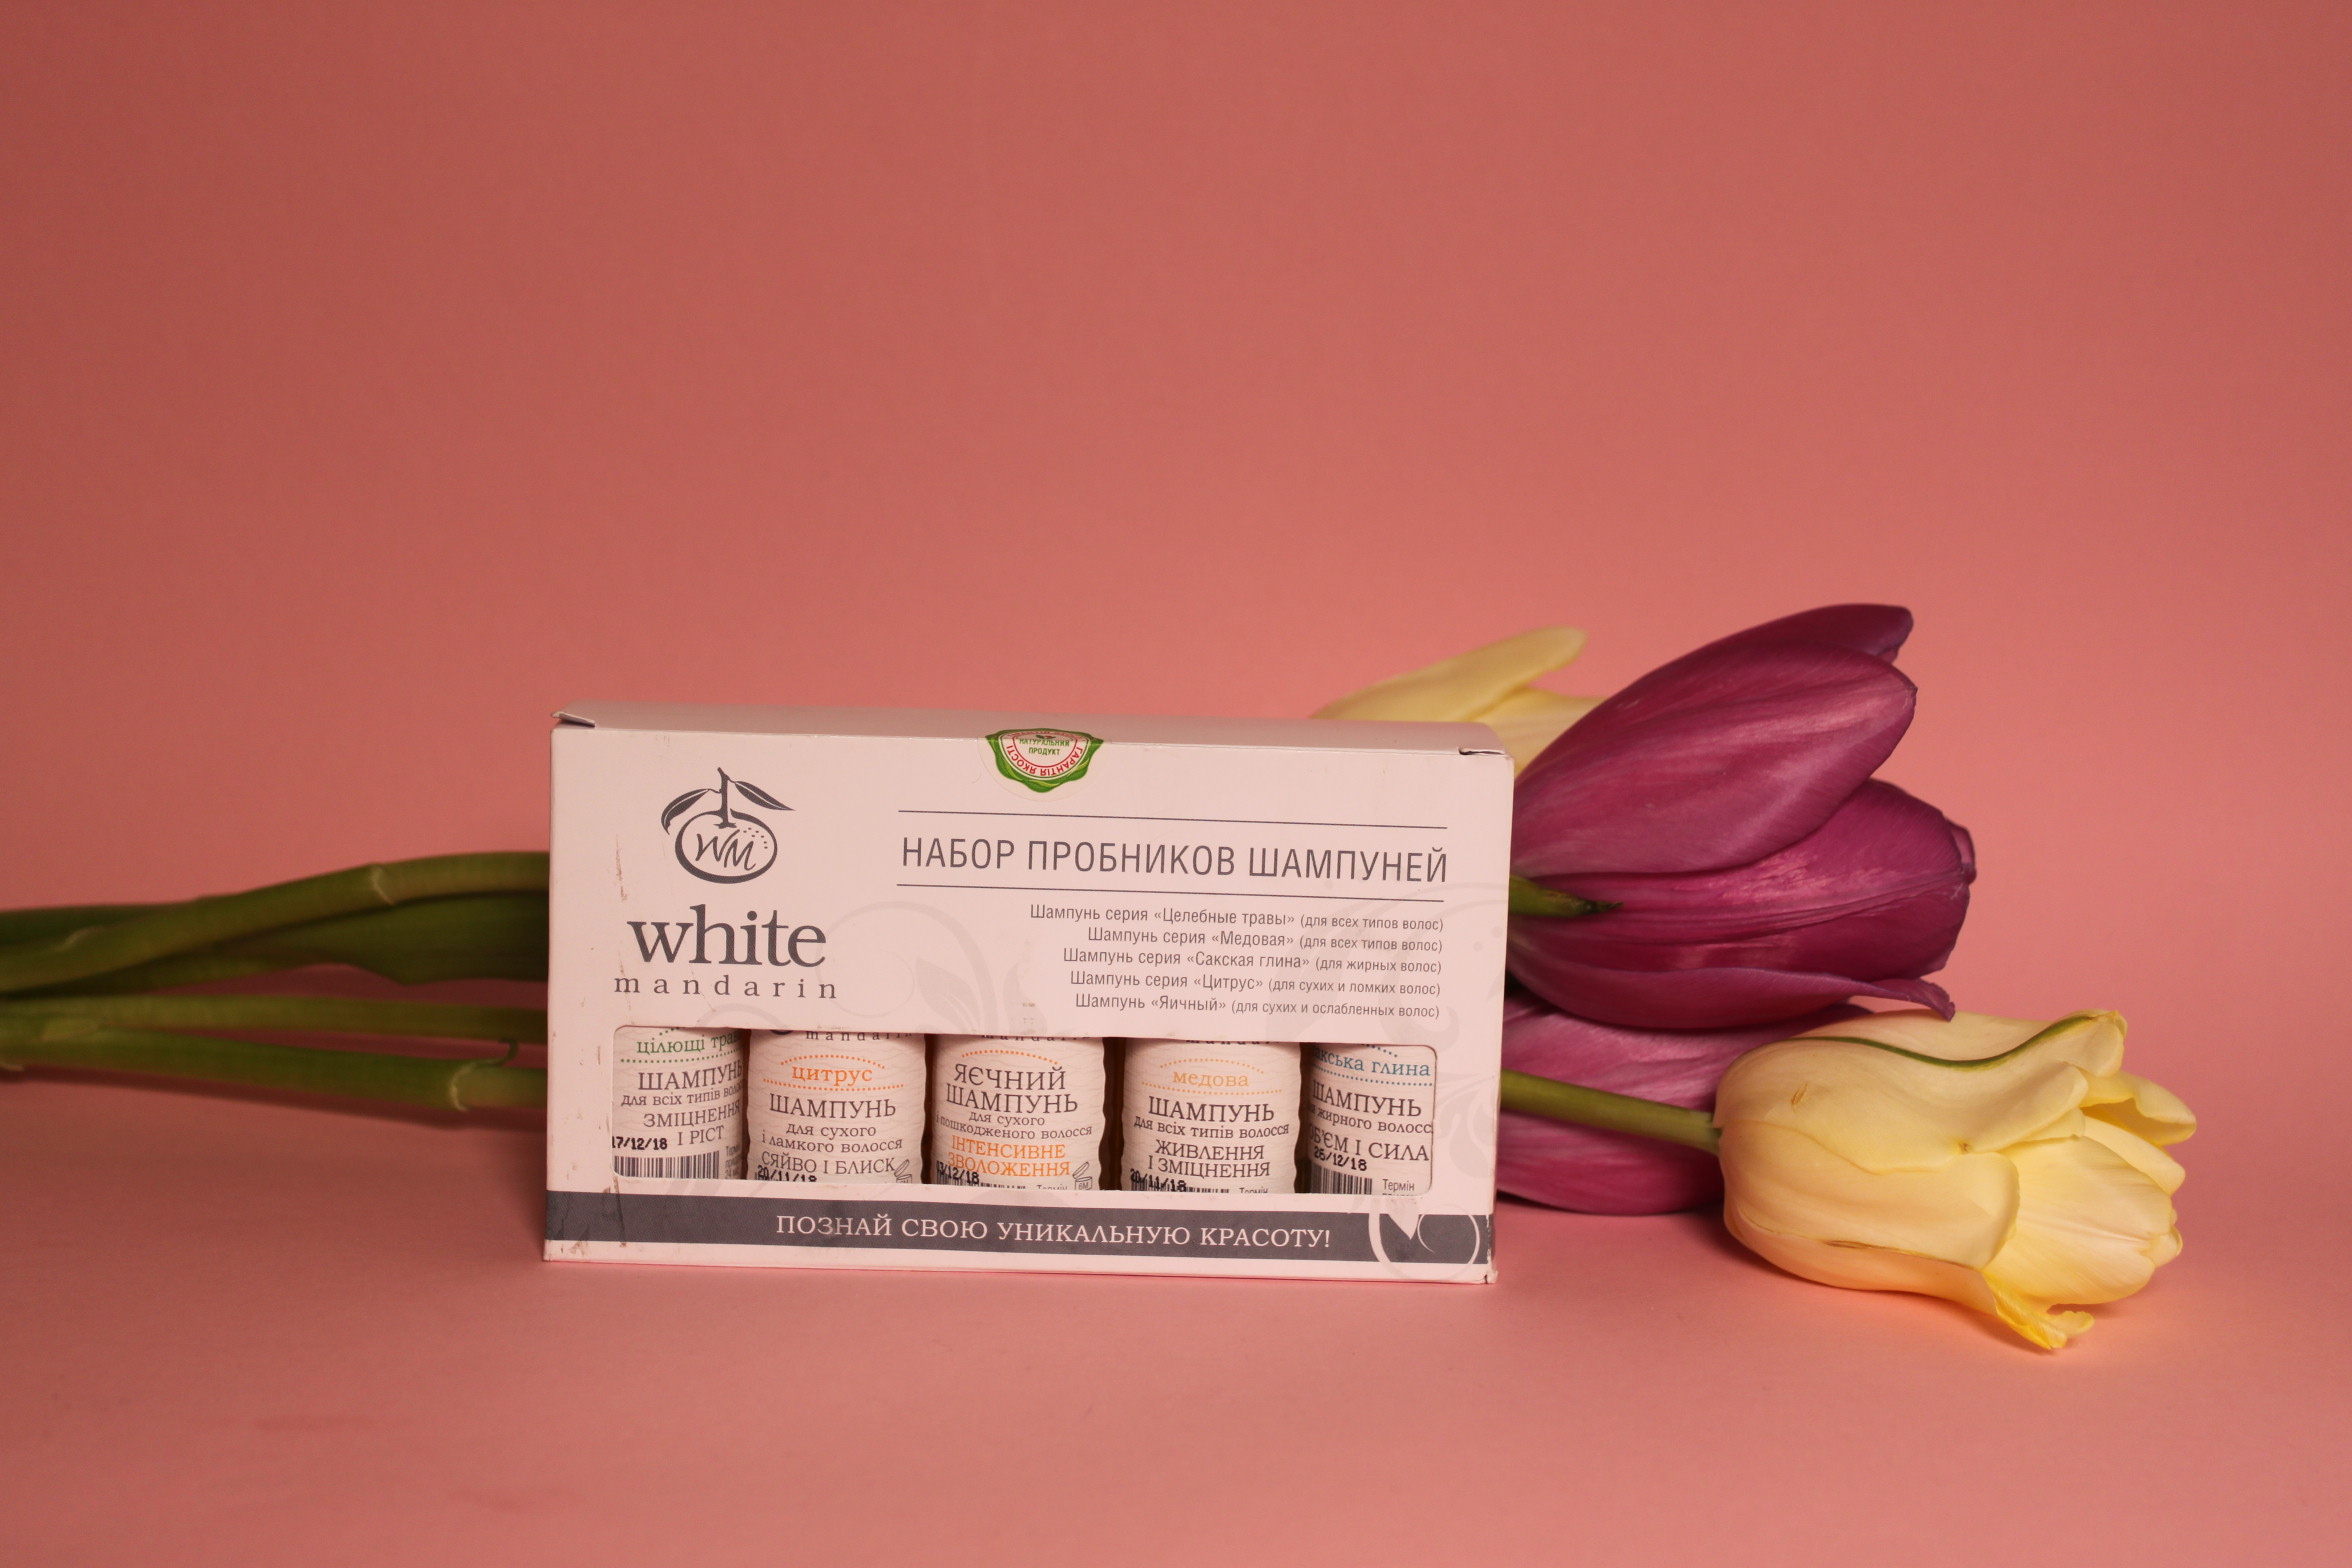 НАТУРАЛЬНИЙ
ПРОДУКТ
ГАРАНТІЯ ЯКОСТІ
WM
white
mandarin
НАБОР ПРОБНИКОВ ШАМПУНЕЙ
Шампунь серия «Целебные травы» (для всех типов волос)
Шампунь серия «Медовая» (для всех типов волос)
Шампунь серия «Сакская глина» (для жирных волос)
Шампунь серия «Цитрус» (для сухих и ломких волос)
Шампунь «Яичный» (для сухих и ослабленных волос)
цілющі
ШАМПУНЬ
для всіх типів
ЗМІЦНЕННЯ
І РІСТ
17/12/18
mandarin
цитрус
ШАМПУНЬ
для сухого
і ламкого волосся
СЯЙВО І БЛИСК
20/11/18
ЯЄЧНИЙ
ШАМПУНЬ
для сухого
пошкодженого волосся
ІНТЕНСИВНЕ
ЗВОЛОЖЕННЯ
6M
медова
ШАМПУНЬ
для всіх типів волосся
ЖИВЛЕННЯ
І ЗМІЦНЕННЯ
20/11/18
глина
ШАМПУНЬ
жирного
І СИЛА
26/12/18
Термін
ПОЗНАЙ СВОЮ УНИКАЛЬНУЮ КРАСОТУ!